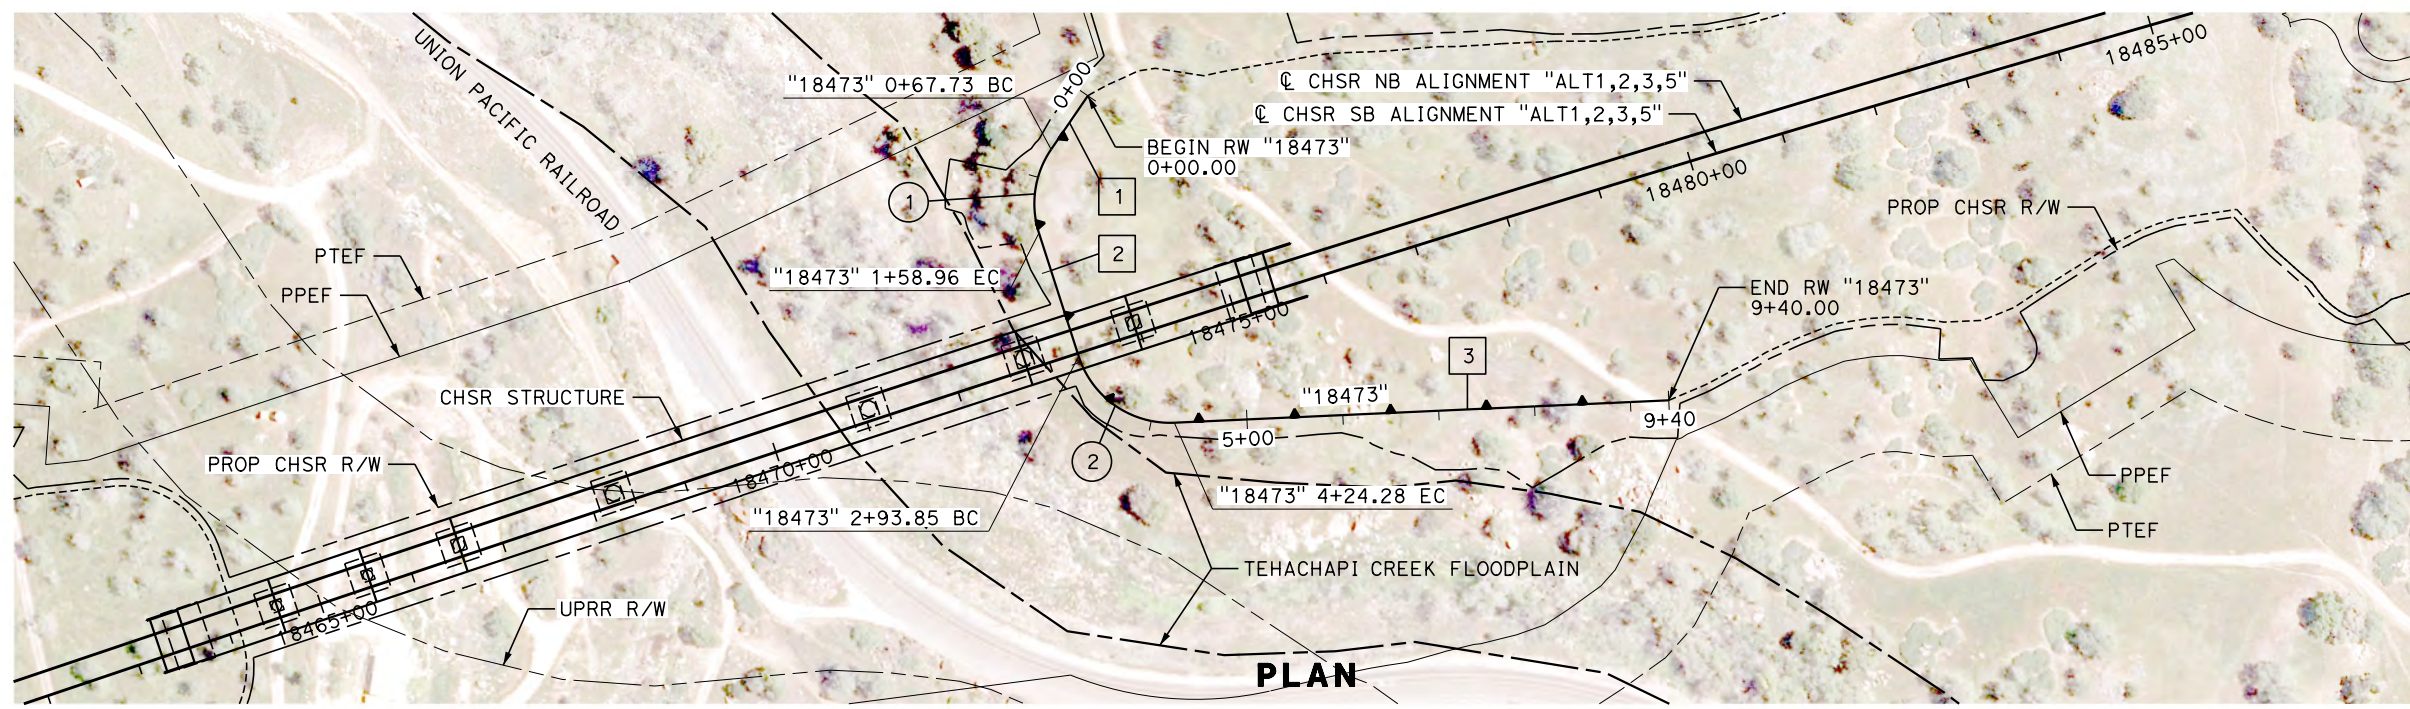 18485+00
UNION PACIFIC RAILROAD
"18473" 0+67.73 BC
0+00
℄ CHSR NB ALIGNMENT "ALT1,2,3,5"
℄ CHSR SB ALIGNMENT "ALT1,2,3,5"
BEGIN RW "18473"
0+00.00
18480+00
1
1
PROP CHSR R/W
PTEF
2
"18473" 1+58.96 EC
PPEF
END RW "18473"
9+40.00
18475+00
3
CHSR STRUCTURE
"18473"
9+40
5+00
7
PROP CHSR R/W
18470+00
2
PPEF
"18473" 4+24.28 EC
"18473" 2+93.85 BC
PTEF
TEHACHAPI CREEK FLOODPLAIN
UPRR R/W
18465+00
PLAN